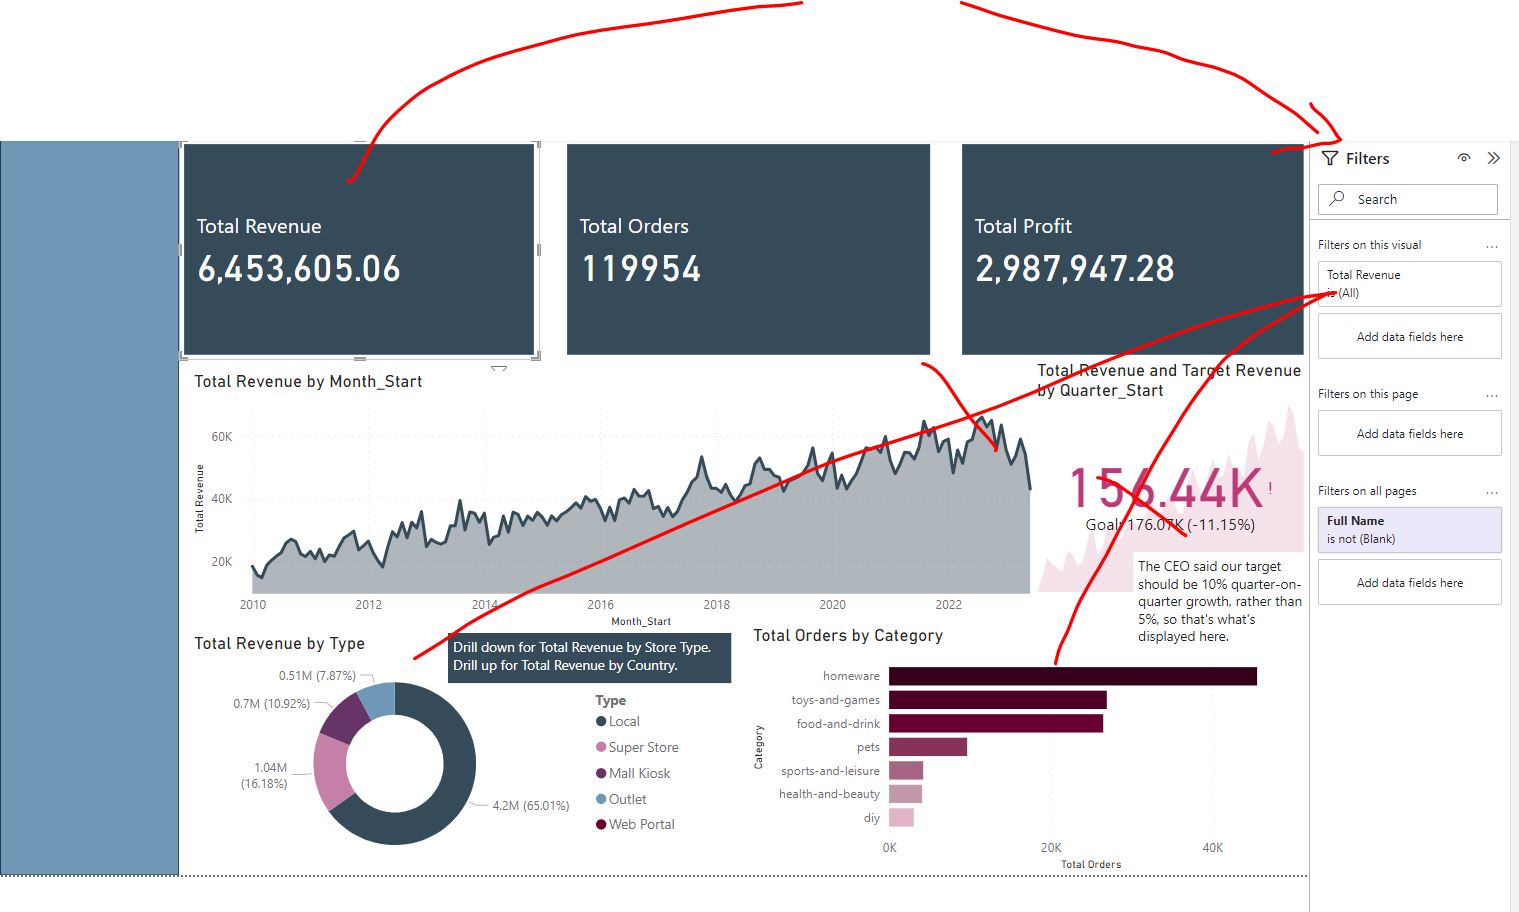 Total Revenue
6,453,605.06
Total Orders
119954
Total Profit
2,987,947.28
Total Revenue by Month_Start
Total Revenue
60K
40K
20K
2010
2012
2014
2016
2018
2020
2022
Month_Start
Total Revenue and Target Revenue
by Quarter_Start
156.44K!
Goal: 176.07K (-11.15%)
The CEO said our target
should be 10% quarter-on-
quarter growth, rather than
5%, so that's what's
displayed here.
Total Revenue by Type
Drill down for Total Revenue by Store Type.
Drill up for Total Revenue by Country.
0.51M (7.87%)
0.7M (10.92%)
1.04M
(16.18%)
4.2M (65.01%)
Type
Local
Super Store
Mall Kiosk
Outlet
Web Portal
Total Orders by Category
Category
homeware
toys-and-games
food-and-drink
pets
sports-and-leisure
health-and-beauty
diy
0K
20K
40K
Total Orders
Filters
Search
Filters on this visual
...
Total Revenue
is (All)
Add data fields here
Filters on this page
...
Add data fields here
Filters on all pages
...
Full Name
is not (Blank)
Add data fields here